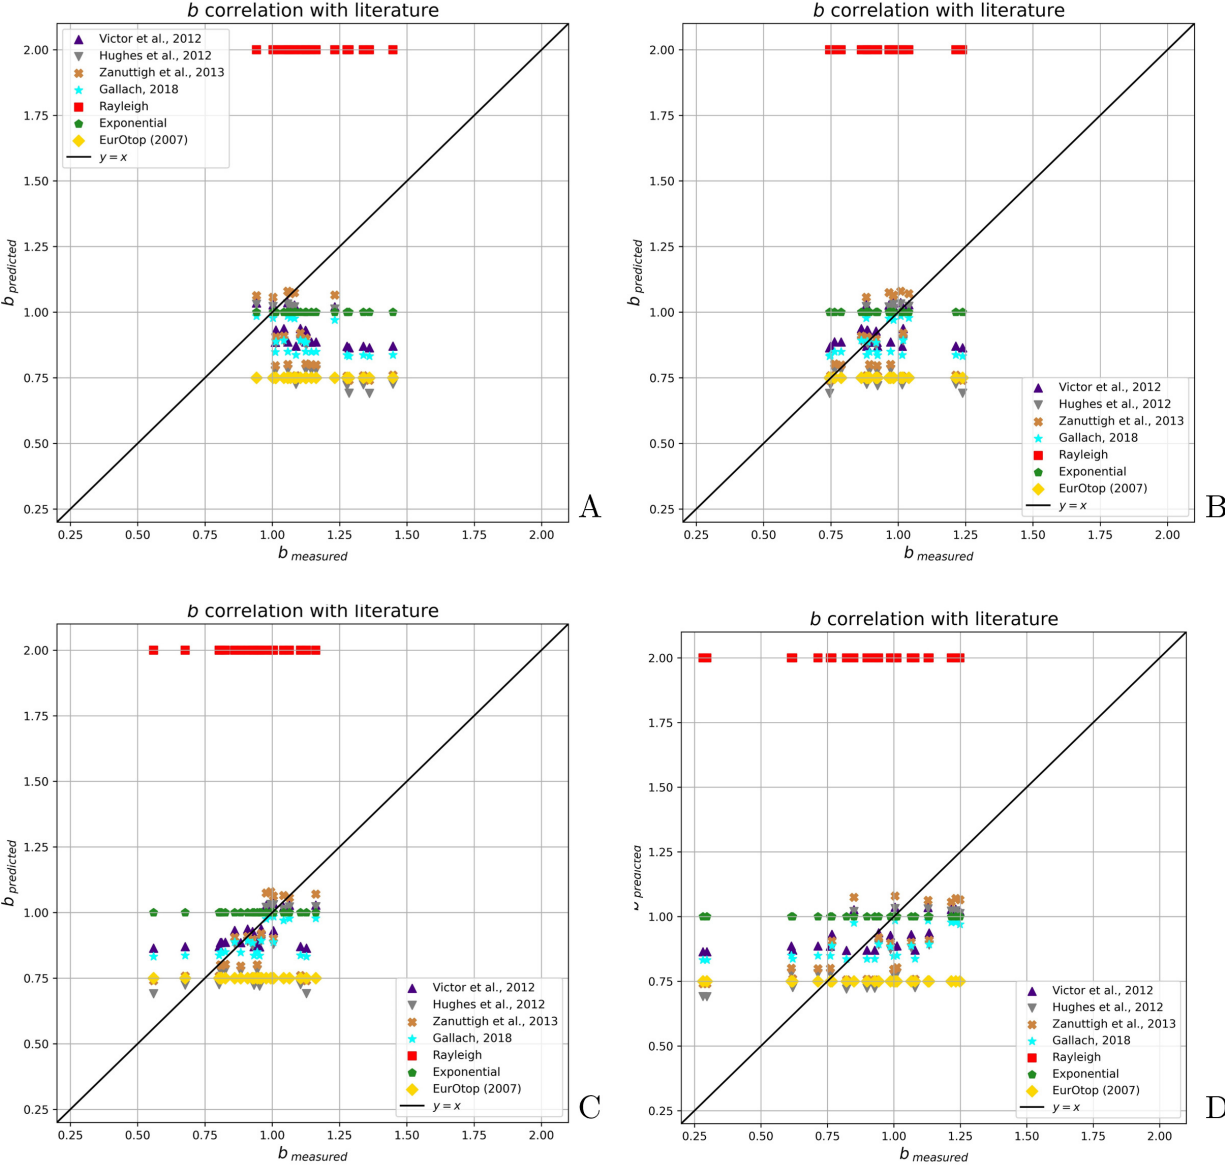 b correlation with literature
Victor et al., 2012
Hughes et al., 2012
Zanuttigh et al., 2013
Gallach, 2018
Rayleigh
Exponential
EurOtop (2007)
y = x
2.00
1.75
1.50
1.25
1.00
0.75
0.50
0.25
b predicted
0.25 0.50 0.75 1.00 1.25 1.50 1.75 2.00
b measured
A
b correlation with literature
2.00
1.75
1.50
1.25
1.00
0.75
0.50
0.25
b predicted
Victor et al., 2012
Hughes et al., 2012
Zanuttigh et al., 2013
Gallach, 2018
Rayleigh
Exponential
EurOtop (2007)
y = x
0.25 0.50 0.75 1.00 1.25 1.50 1.75 2.00
b measured
B
b correlation with literature
2.00
1.75
1.50
1.25
1.00
0.75
0.50
0.25
b predicted
Victor et al., 2012
Hughes et al., 2012
Zanuttigh et al., 2013
Gallach, 2018
Rayleigh
Exponential
EurOtop (2007)
y = x
0.25 0.50 0.75 1.00 1.25 1.50 1.75 2.00
b measured
C
b correlation with literature
2.00
1.75
1.50
1.25
1.00
0.75
0.50
0.25
b predicted
Victor et al., 2012
Hughes et al., 2012
Zanuttigh et al., 2013
Gallach, 2018
Rayleigh
Exponential
EurOtop (2007)
y = x
0.25 0.50 0.75 1.00 1.25 1.50 1.75 2.00
b measured
D